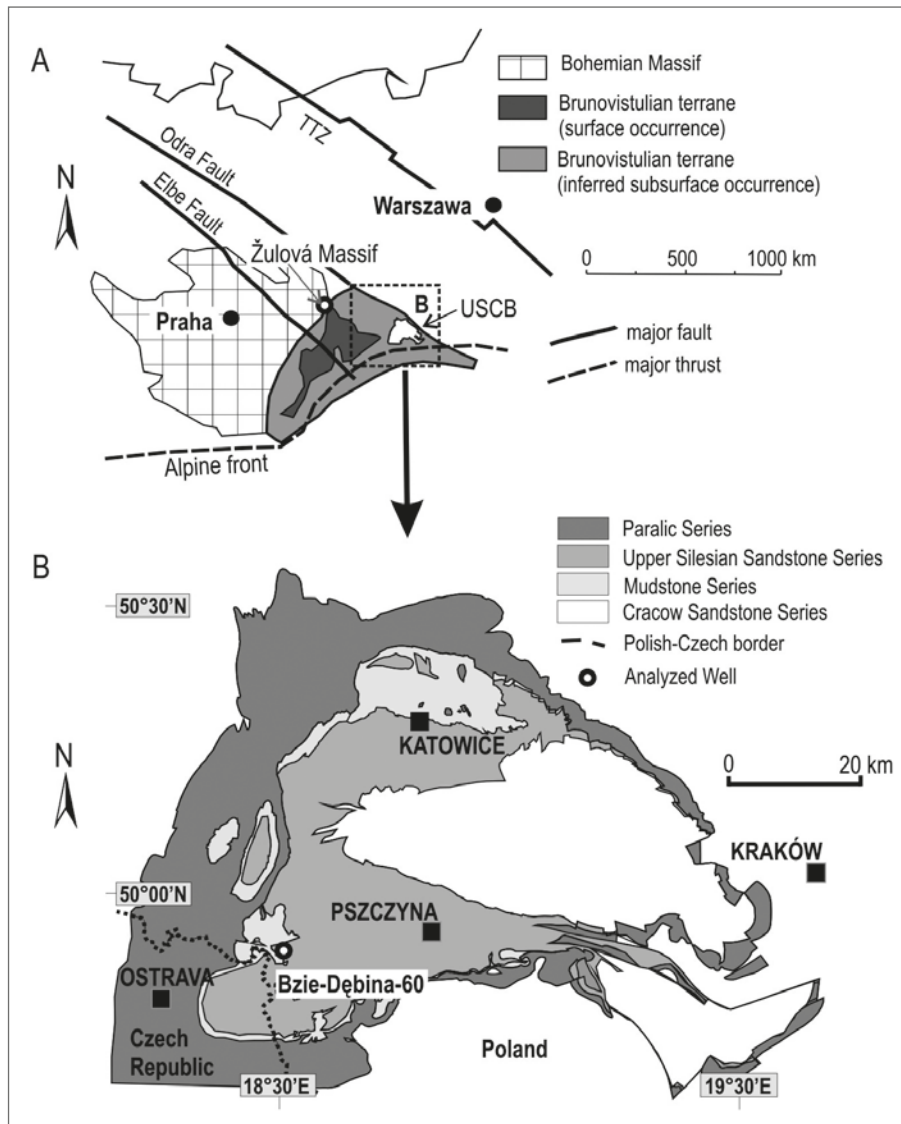 A
Bohemian Massif
Brunovistulian terrane
(surface occurrence)
Brunovistulian terrane
(inferred subsurface occurrence)
TTZ
Odra Fault
Elbe Fault
N
Warszawa
Žulová Massif
0 500 1000 km
B
USCB
Praha
major fault
major thrust
Alpine front
B
Paralic Series
Upper Silesian Sandstone Series
Mudstone Series
Cracow Sandstone Series
Polish-Czech border
Analyzed Well
50°30'N
N
KATOWICE
0 20 km
KRAKÓW
50°00'N
PSZCZYNA
OSTRAVA
Bzie-Dębina-60
Czech
Republic
Poland
18°30'E
19°30'E